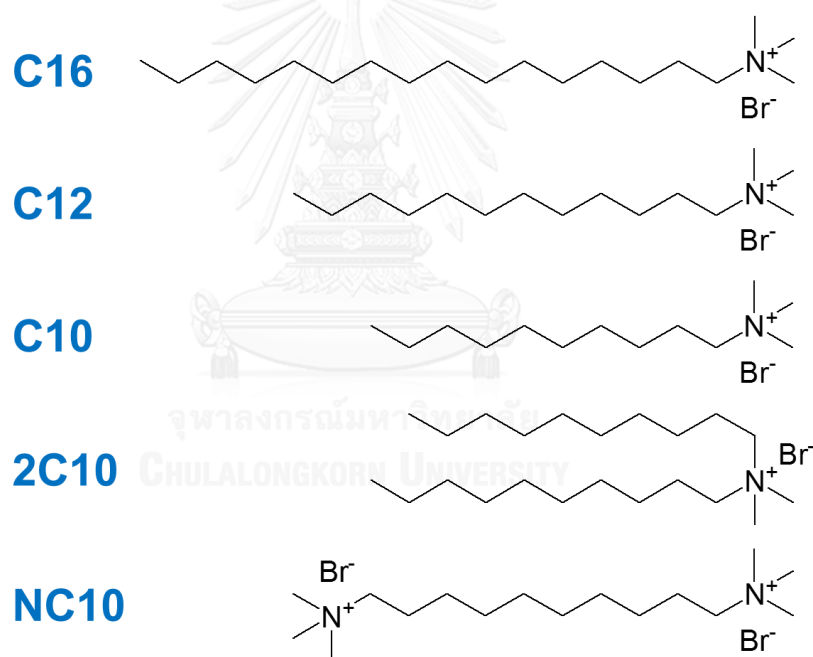 C16
N+
Br-
C12
N+
Br-
C10
N+
Br-
จุฬาลงกรณ์มหาวิทยาลัย
2C10
Br-
CHULALONGKORN UNIVERSITY
N+
Br-
NC10
N+
N+
Br-